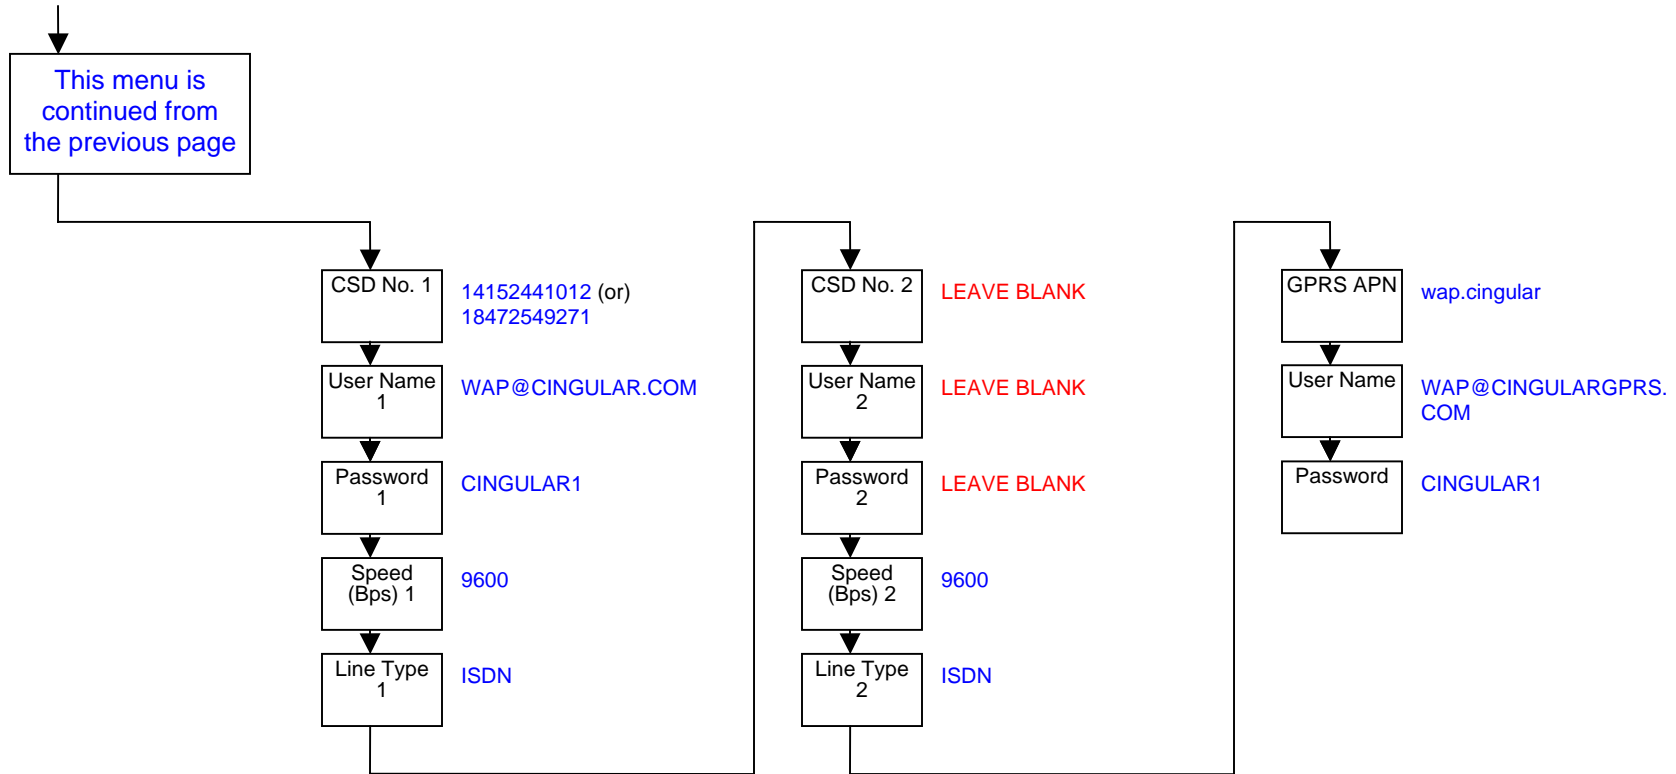 This menu is
continued from
the previous page
CSD No. 1
14152441012 (or)
18472549271
User Name
1
WAP@CINGULAR.COM
Password
1
CINGULAR1
Speed
(Bps) 1
9600
Line Type
1
ISDN
CSD No. 2
LEAVE BLANK
User Name
2
LEAVE BLANK
Password
2
LEAVE BLANK
Speed
(Bps) 2
9600
Line Type
2
ISDN
GPRS APN
wap.cingular
User Name
WAP@CINGULARGPRS.
COM
Password
CINGULAR1